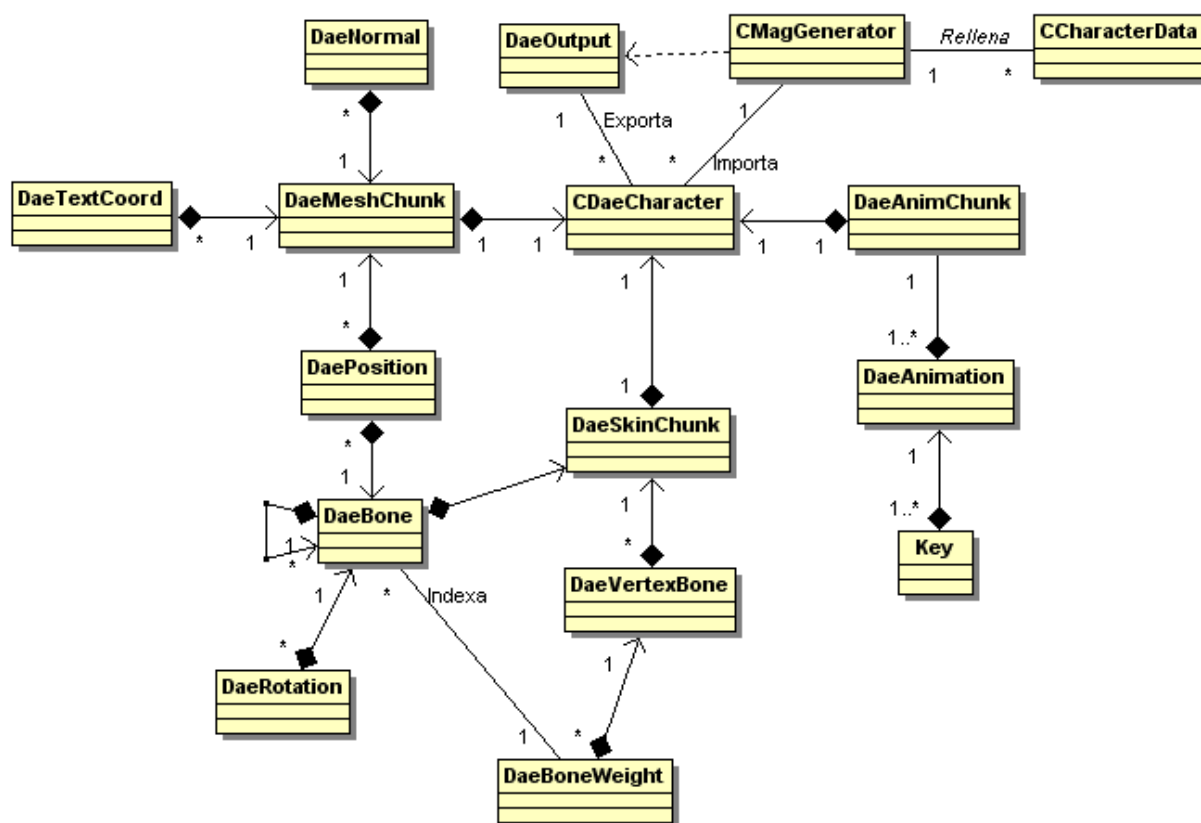 DaeNormal
DaeOutput
CMagGenerator
Rellena
CCharacterData
1
*
*
1
Exporta
1
*
*
Importa
1
DaeTextCoord
DaeMeshChunk
CDaeCharacter
DaeAnimChunk
*
1
1
1
1
1
1
1
1
*
1..*
DaePosition
DaeAnimation
1
*
DaeSkinChunk
1
1
1
DaeBone
1..*
1
*
*
Key
1
*
Indexa
DaeVertexBone
*
1
DaeRotation
1
*
DaeBoneWeight